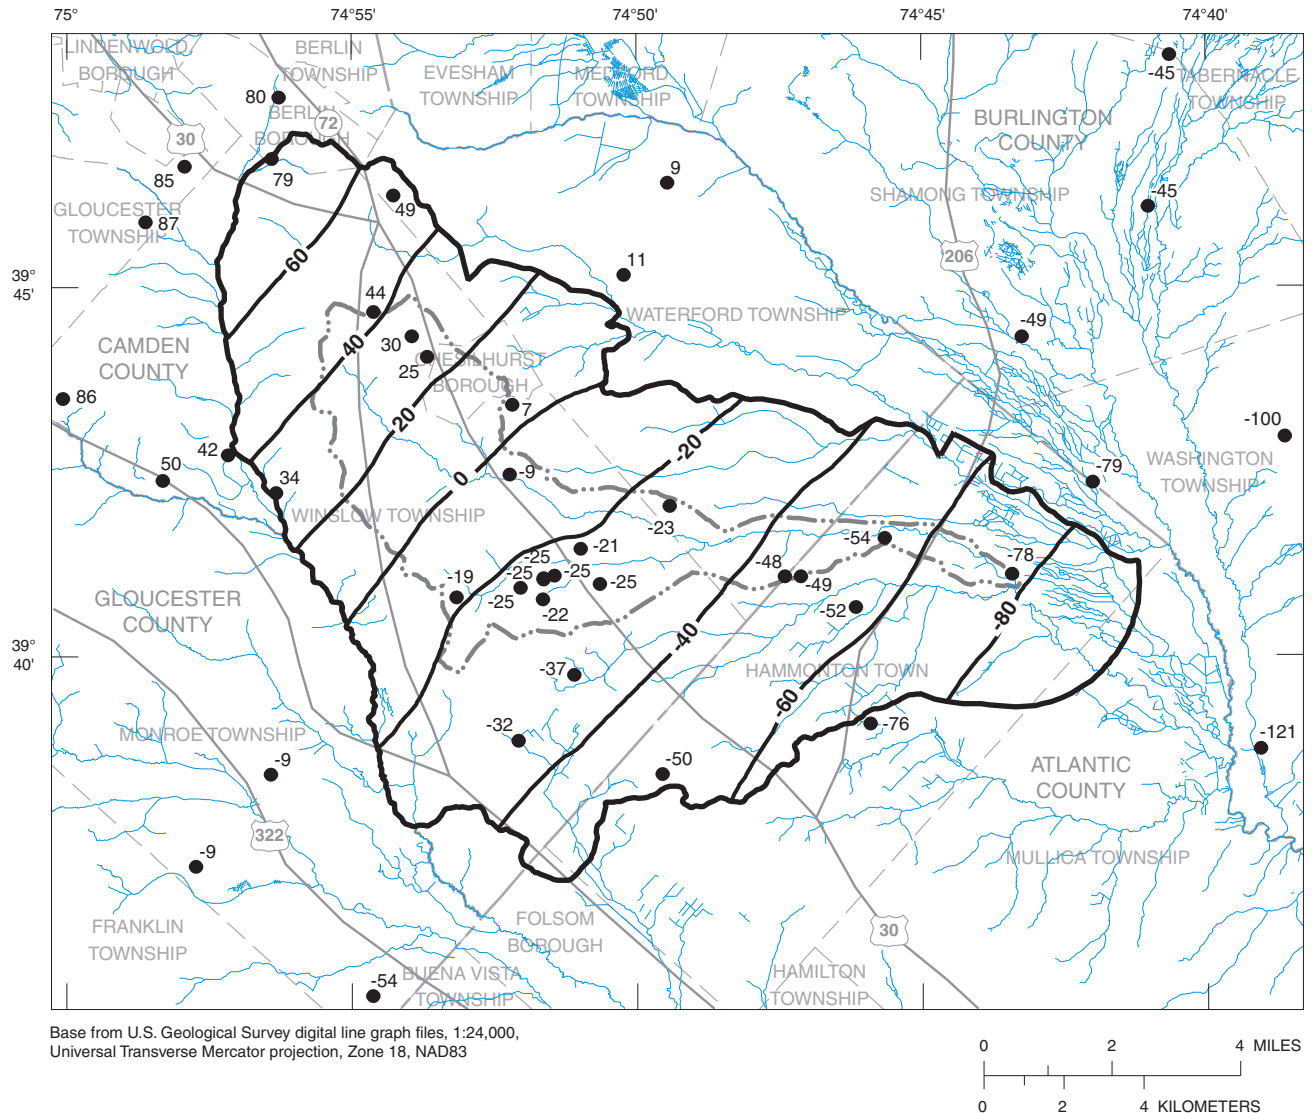 75°
74°55'
74°50'
74°45'
74°40'
LINDENWOLD
BOROUGH
BERLIN
TOWNSHIP
EVESHAM
TOWNSHIP
MEDFORD
TOWNSHIP
-45
TABERNACLE
TOWNSHIP
80
BERLIN
BOROUGH
72
30
BURLINGTON
COUNTY
85
79
9
49
SHAMONG TOWNSHIP
-45
GLOUCESTER
TOWNSHIP
87
60
11
206
39°
45'
44
WATERFORD TOWNSHIP
-49
40
30
CAMDEN
COUNTY
25
CHESILHURST
BOROUGH
86
7
20
-20
-100
42
50
34
0
-9
-79
WASHINGTON
TOWNSHIP
WINSLOW TOWNSHIP
-23
-54
-21
-25
-25
-25
-25
-25
-22
-19
-48
-49
-78
-52
GLOUCESTER
COUNTY
-40
-80
39°
40'
-37
HAMMONTON TOWN
-60
-32
-76
MONROE TOWNSHIP
-9
-50
-121
ATLANTIC
COUNTY
322
-9
MULLICA TOWNSHIP
FRANKLIN
TOWNSHIP
FOLSOM
BOROUGH
30
-54
BUENA VISTA
TOWNSHIP
HAMILTON
TOWNSHIP
Base from U.S. Geological Survey digital line graph files, 1:24,000,
Universal Transverse Mercator projection, Zone 18, NAD83
0 2 4 MILES
0 2 4 KILOMETERS